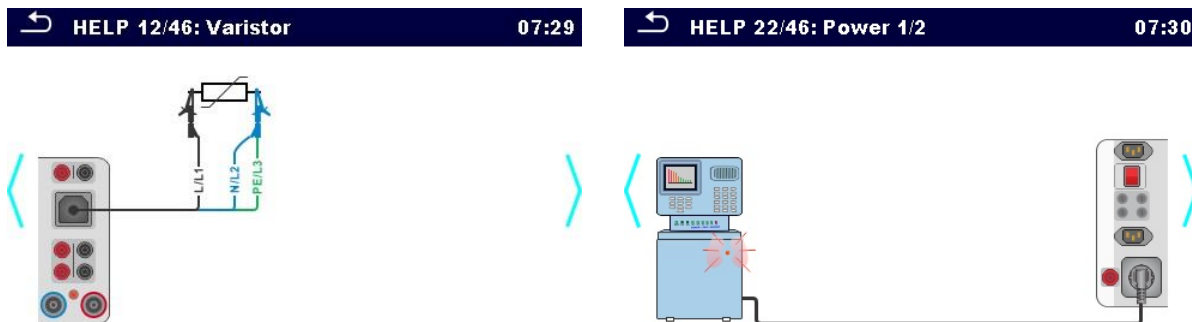 HELP 12/46: Varistor 07:29
L/L1
N/L2
PE/L3
HELP 22/46: Power 1/2 07:30